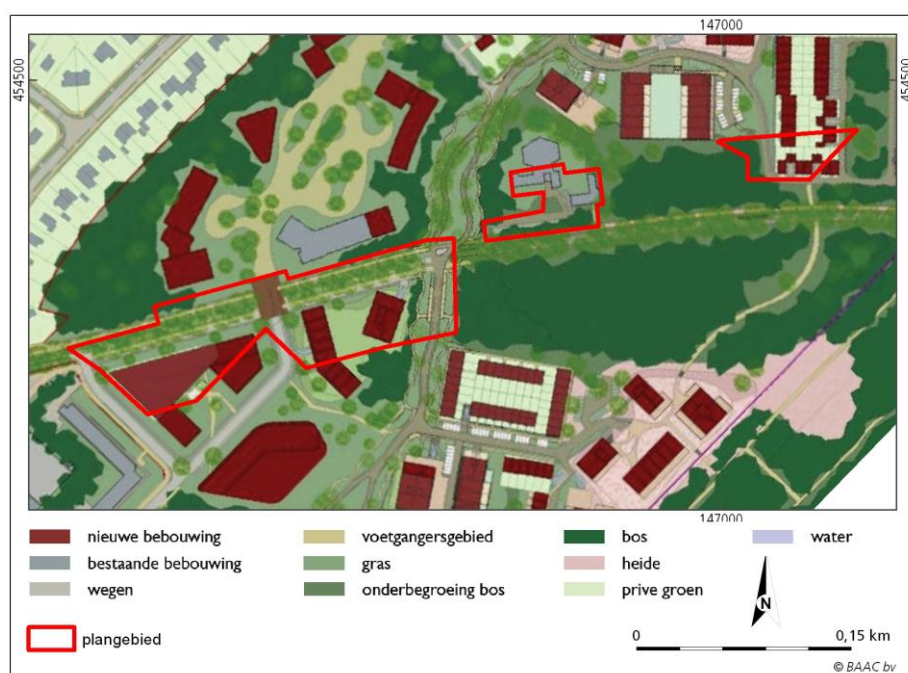 147000
454500
454500
147000
nieuwe bebouwing
voetgangersgebied
bos
water
bestaande bebouwing
gras
heide
wegen
onderbegroeing bos
prive groen
plangebied
N
0
0,15 km
© BAAC bv